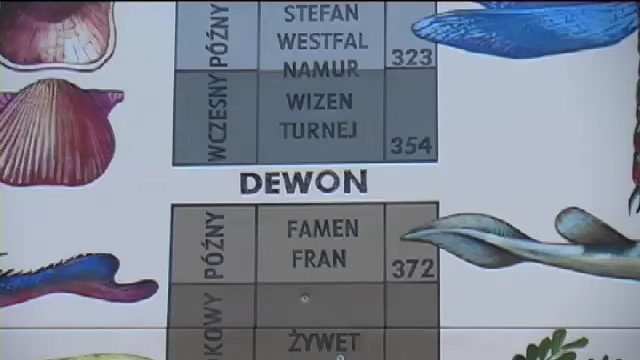 PÓŹNY
STEFAN
WESTFAL
NAMUR
323
WCZESNY
WIZEN
TURNEJ
354
DEWON
PÓŹNY
FAMEN
FRAN
372
ŻYWET